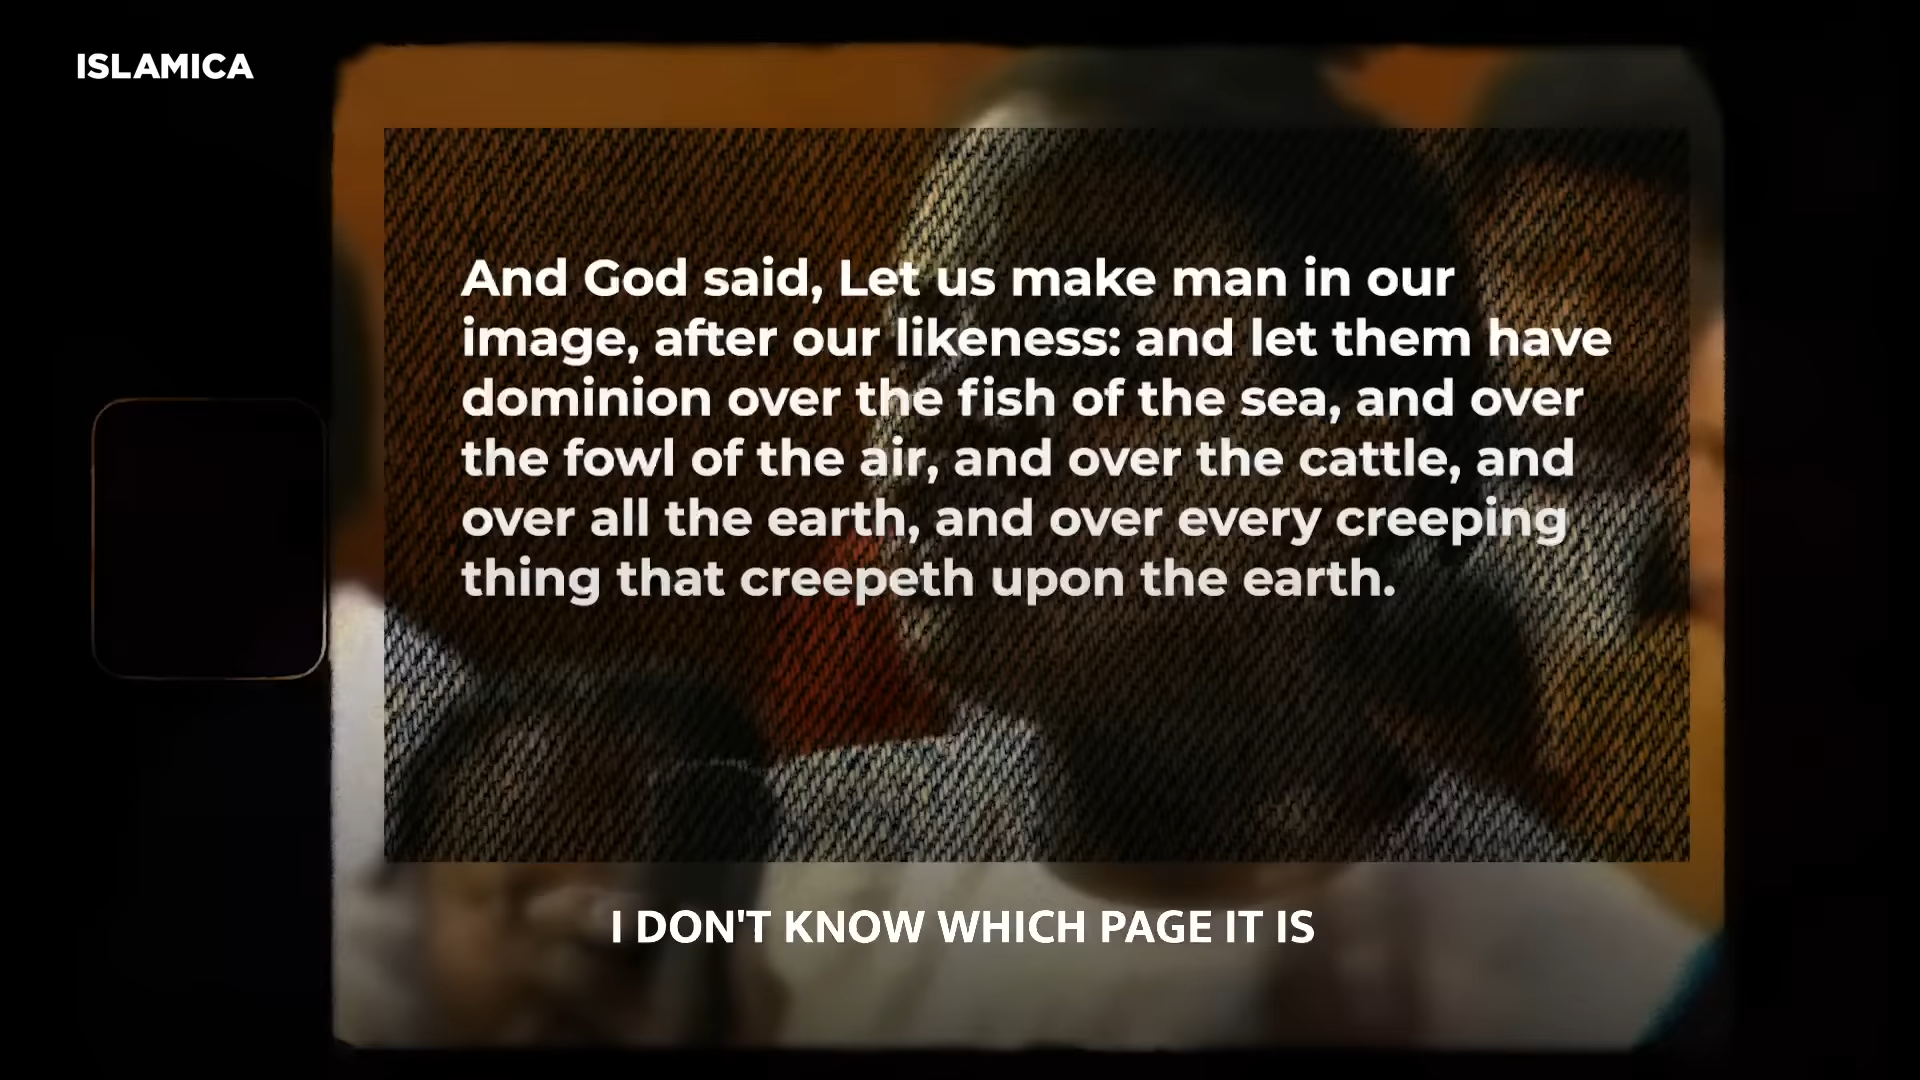 ISLAMICA
And God said, Let us make man in our
image, after our likeness: and let them have
dominion over the fish of the sea, and over
the fowl of the air, and over the cattle, and
over all the earth, and over every creeping
thing that creepeth upon the earth.
I DON'T KNOW WHICH PAGE IT IS